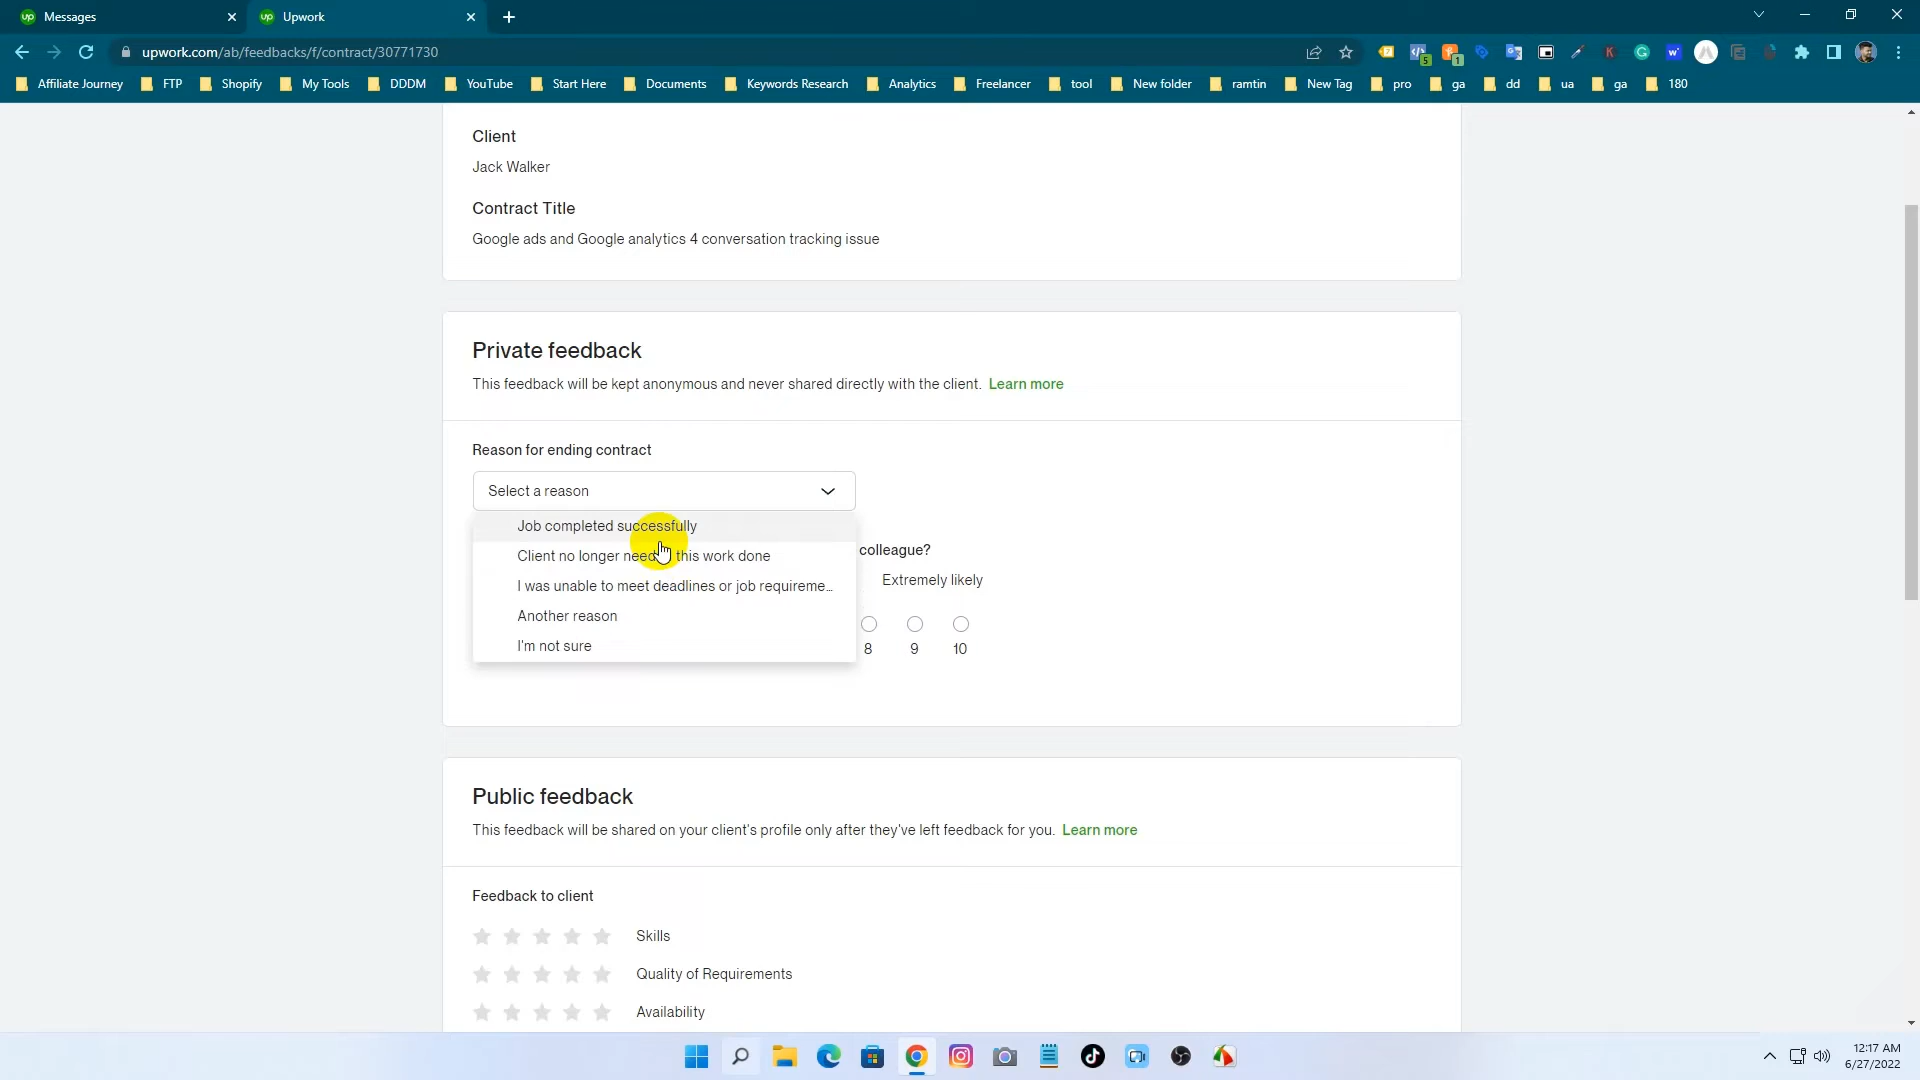 Messages
Upwork
upwork.com/ab/feedbacks/f/contract/30771730
5
1
Affiliate Journey
FTP
Shopify
My Tools
DDDM
YouTube
Start Here
Documents
Keywords Research
Analytics
Freelancer
tool
New folder
ramtin
New Tag
pro
ga
dd
ua
ga
180
Client
Jack Walker
Contract Title
Google ads and Google analytics 4 conversation tracking issue
Private feedback
This feedback will be kept anonymous and never shared directly with the client. Learn more
Reason for ending contract
Select a reason
Job completed successfully
Client no longer this work done
I was unable to meet deadlines or job requireme...
Another reason
I'm not sure
colleague?
Extremely likely
8 9 10
Public feedback
This feedback will be shared on your client's profile only after they've left feedback for you. Learn more
Feedback to client
Skills
Quality of Requirements
Availability
12:17 AM
6/27/2022